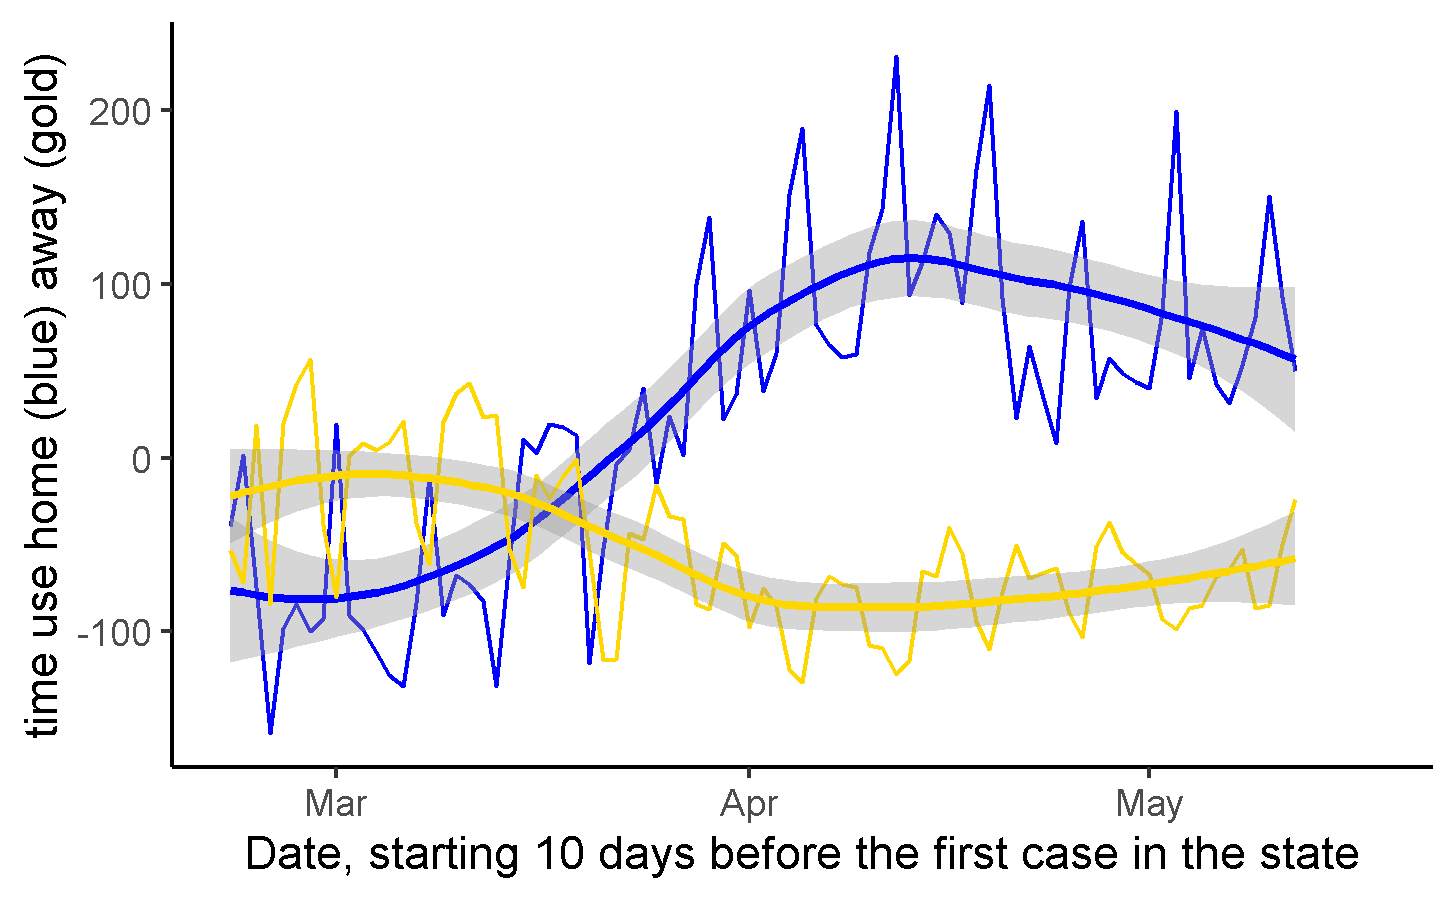 time use home (blue) away (gold)
200
100
0
-100
Mar
Apr
May
Date, starting 10 days before the first case in the state